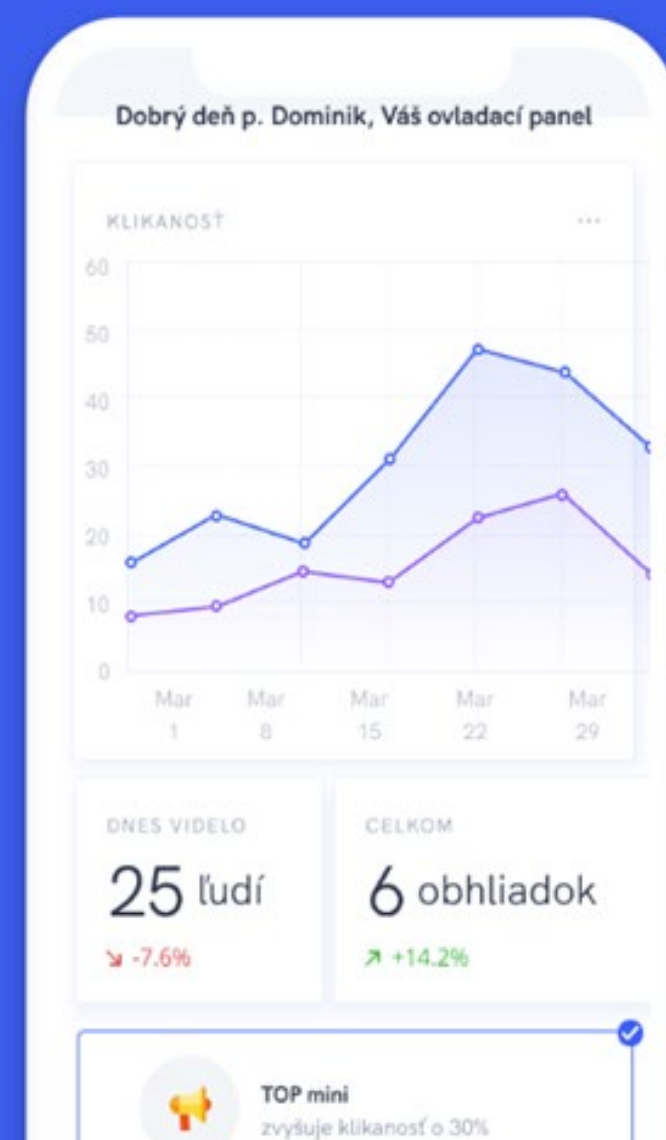 Dobrý deň p. Dominik, Váš ovladací panel
KLIKANOSŤ
60
50
40
30
20
10
0
Mar 1
Mar 8
Mar 15
Mar 22
Mar 29
DNES VIDELO
25 ľudí
-7.6%
CELKOM
6 obhliadok
+14.2%
TOP mini
zvyšuje klikanosť o 30%